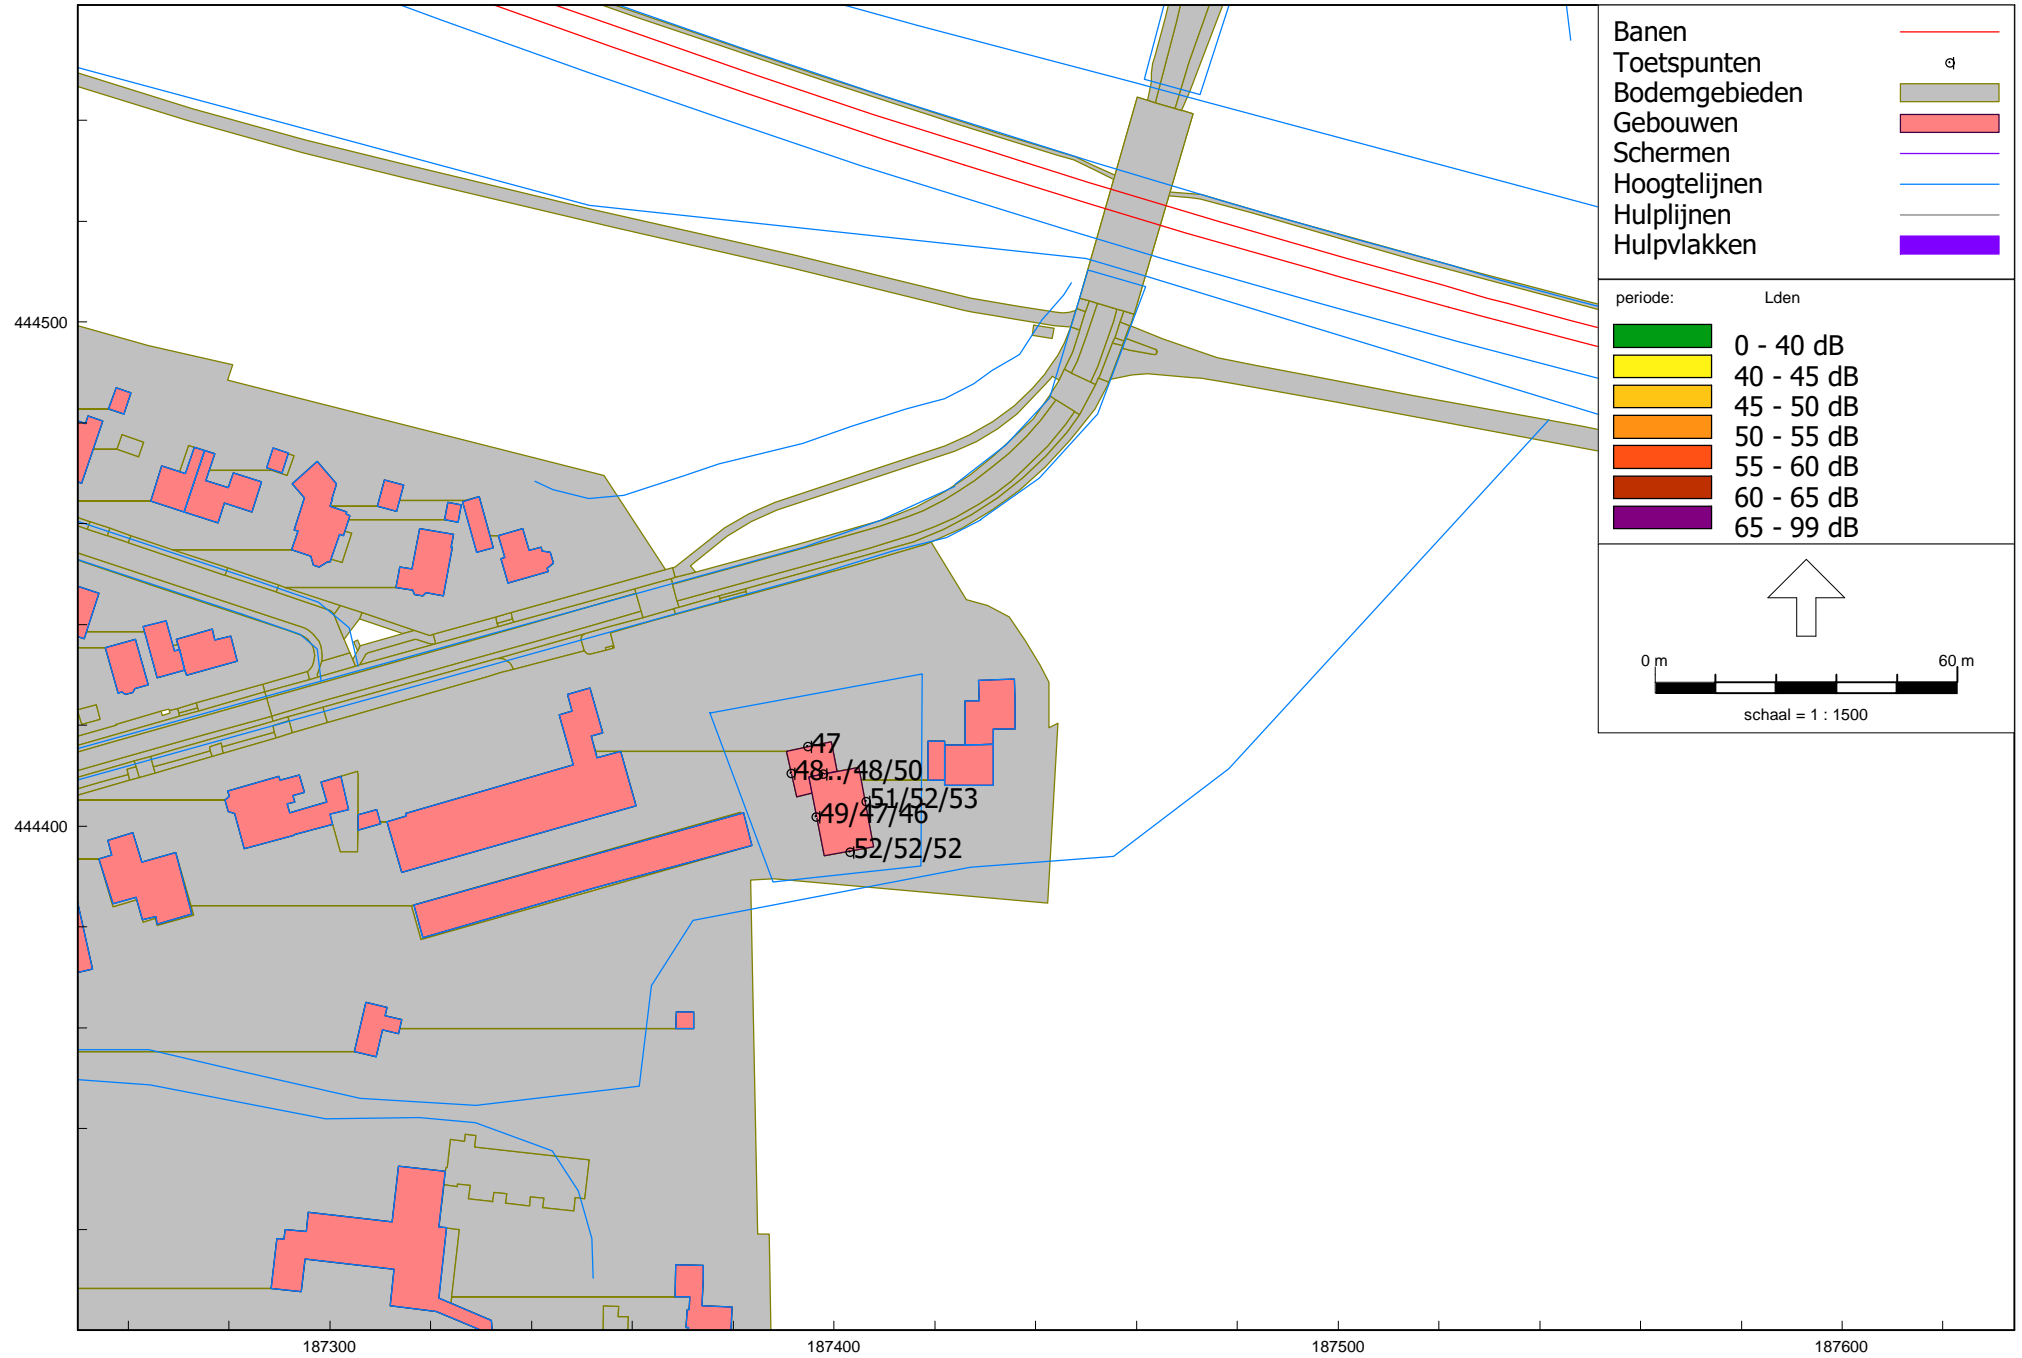 Banen
Toetspunten
Bodemgebieden
Gebouwen
Schermen
Hoogtelijnen
Hulplijnen
Hulpvlakken
periode: Lden
0 - 40 dB
40 - 45 dB
45 - 50 dB
50 - 55 dB
55 - 60 dB
60 - 65 dB
65 - 99 dB
0 m 60 m
schaal = 1 : 1500
444500
47
48../48/50
51/52/53
49/47/46
444400
52/52/52
187300 187400 187500 187600